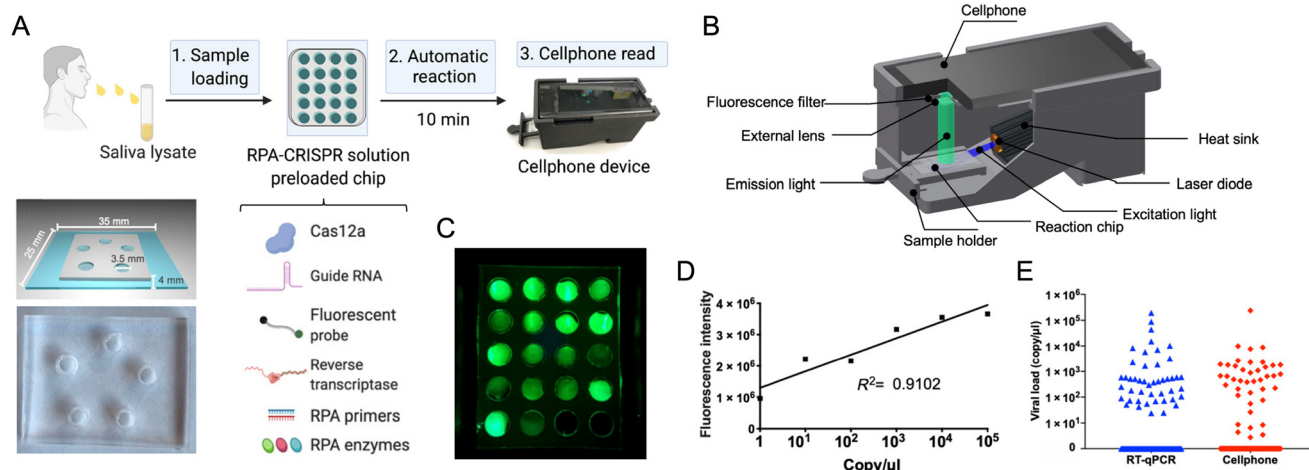 A
1. Sample
loading
2. Automatic
reaction
10 min
3. Cellphone read
Saliva lysate
RPA-CRISPR solution
preloaded chip
Cellphone device
35 mm
25 mm
3.5 mm
4 mm
Cas12a
Guide RNA
Fluorescent
probe
Reverse
transcriptase
RPA primers
RPA enzymes
B
Cellphone
Fluorescence filter
External lens
Emission light
Sample holder
Reaction chip
Excitation light
Laser diode
Heat sink
C
D
Fluorescence intensity
4 × 10⁶
3 × 10⁶
2 × 10⁶
1 × 10⁶
0
R²= 0.9102
1
10¹
10²
10³
10⁴
10⁵
Copy/µl
E
Viral load (copy/µl)
1 × 10⁶
1 × 10⁵
1 × 10⁴
1 × 10³
1 × 10²
1 × 10¹
0
RT-qPCR
Cellphone